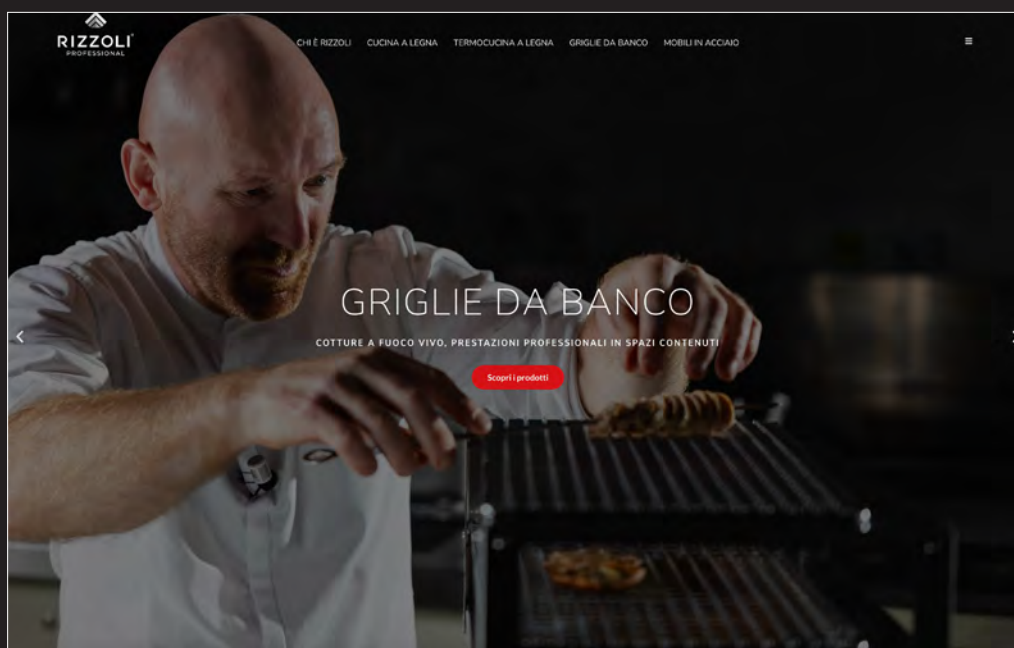 RIZZOLI
PROFESSIONAL
CHI È RIZZOLI CUCINA A LEGNA TERMOCUCINA A LEGNA GRIGLIE DA BANCO MOBILI IN ACCIAIO
GRIGLIE DA BANCO
COTTURE A FUOCO VIVO, PRESTAZIONI PROFESSIONALI IN SPAZI CONTENUTI
Scopri i prodotti